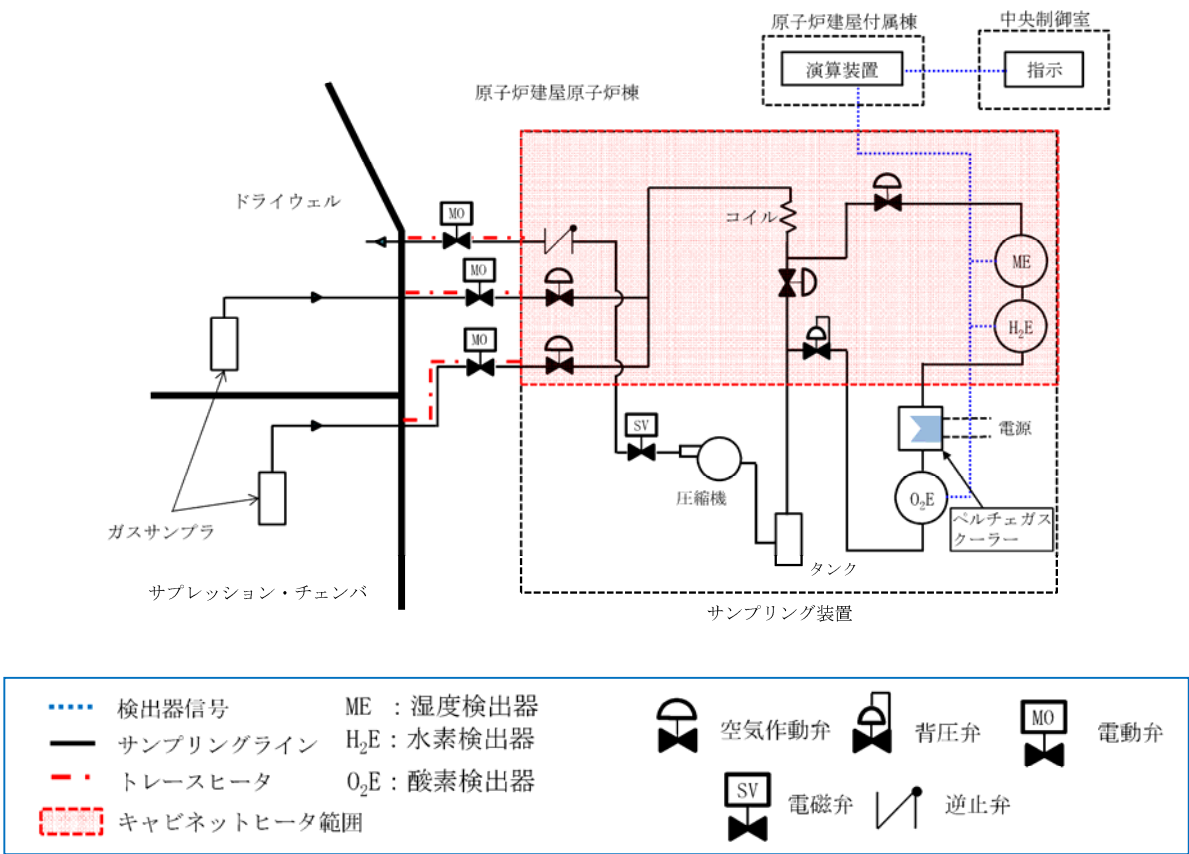 原子炉建屋付属棟
中央制御室
演算装置
指示
原子炉建屋原子炉棟
ドライウェル
MO
コイル
MO
ME
H₂E
MO
SV
電源
圧縮機
O₂E
ペルチェガス
クーラー
ガスサンプラ
タンク
サプレッション・チェンバ
サンプリング装置
検出器信号
サンプリングライン
トレースヒータ
キャビネットヒータ範囲
ME :湿度検出器
H₂E:水素検出器
O₂E:酸素検出器
空気作動弁
背圧弁
MO
電動弁
SV
電磁弁
逆止弁